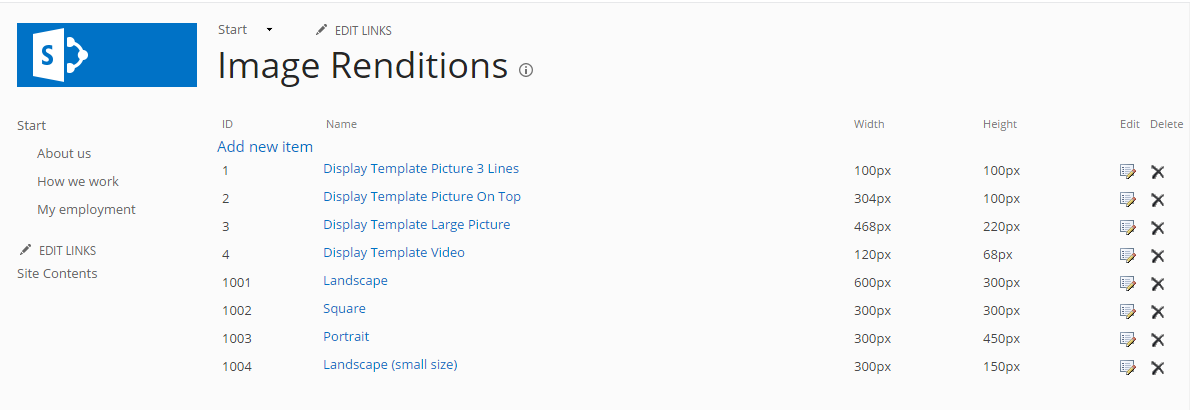 S
Start EDIT LINKS
Image Renditions
Start
About us
How we work
My employment
EDIT LINKS
Site Contents
ID Name Width Height Edit Delete
Add new item
1 Display Template Picture 3 Lines 100px 100px
2 Display Template Picture On Top 304px 100px
3 Display Template Large Picture 468px 220px
4 Display Template Video 120px 68px
1001 Landscape 600px 300px
1002 Square 300px 300px
1003 Portrait 300px 450px
1004 Landscape (small size) 300px 150px